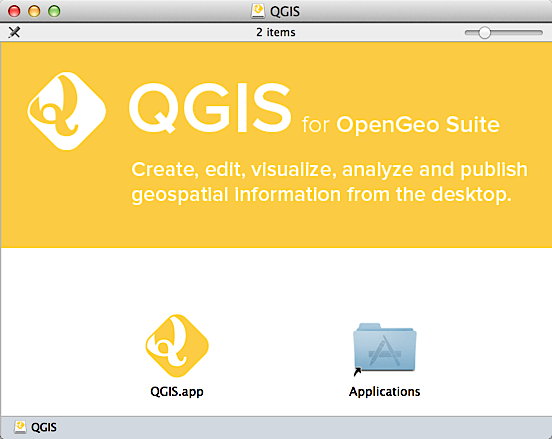 QGIS
2 items
QGIS for OpenGeo Suite
Create, edit, visualize, analyze and publish
geospatial information from the desktop.
QGIS.app
Applications
QGIS